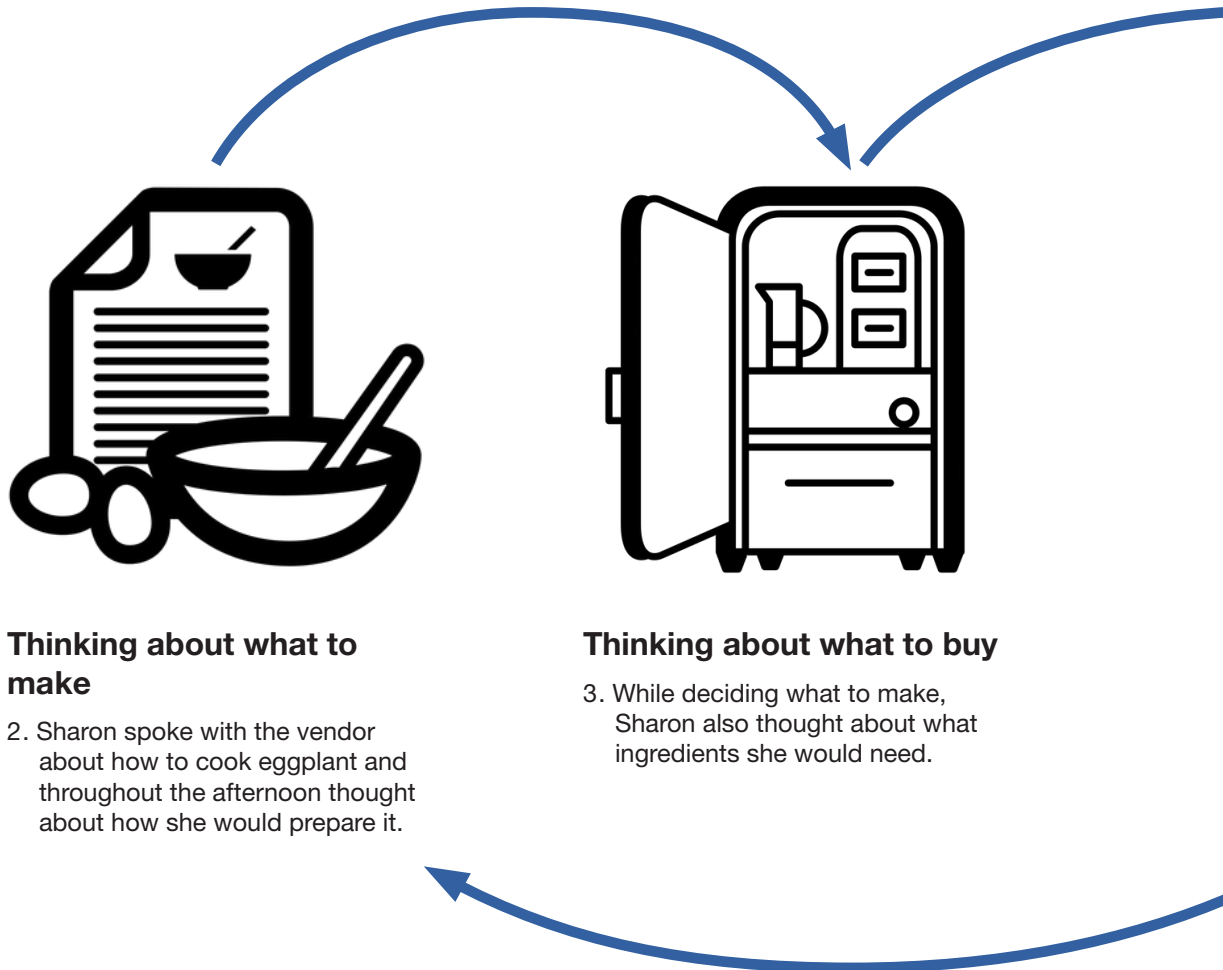 Thinking about what to
make
2. Sharon spoke with the vendor
about how to cook eggplant and
throughout the afternoon thought
about how she would prepare it.
Thinking about what to buy
3. While deciding what to make,
Sharon also thought about what
ingredients she would need.